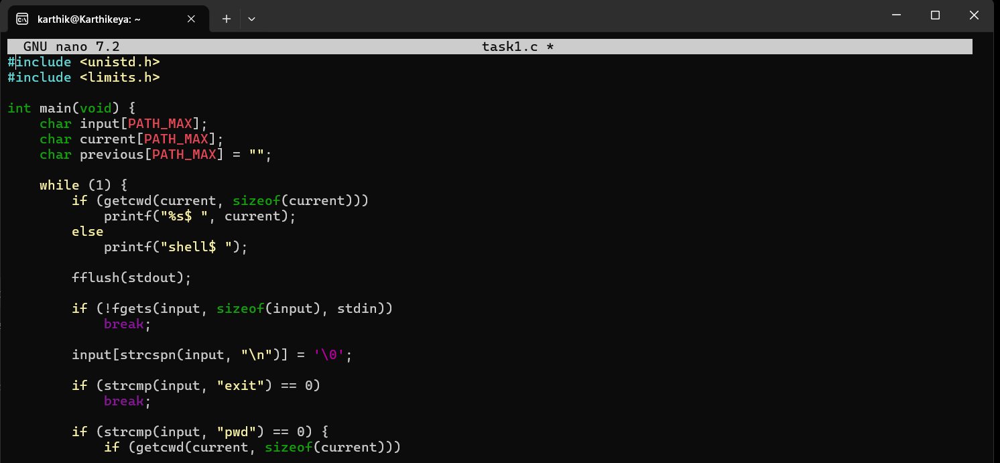 karthik@Karthikeya: ~
GNU nano 7.2 task1.c *
#include <unistd.h>
#include <limits.h>

int main(void) {
    char input[PATH_MAX];
    char current[PATH_MAX];
    char previous[PATH_MAX] = "";

    while (1) {
        if (getcwd(current, sizeof(current)))
            printf("%s$ ", current);
        else
            printf("shell$ ");

        fflush(stdout);

        if (!fgets(input, sizeof(input), stdin))
            break;

        input[strcspn(input, "\n")] = '\0';

        if (strcmp(input, "exit") == 0)
            break;

        if (strcmp(input, "pwd") == 0) {
            if (getcwd(current, sizeof(current)))